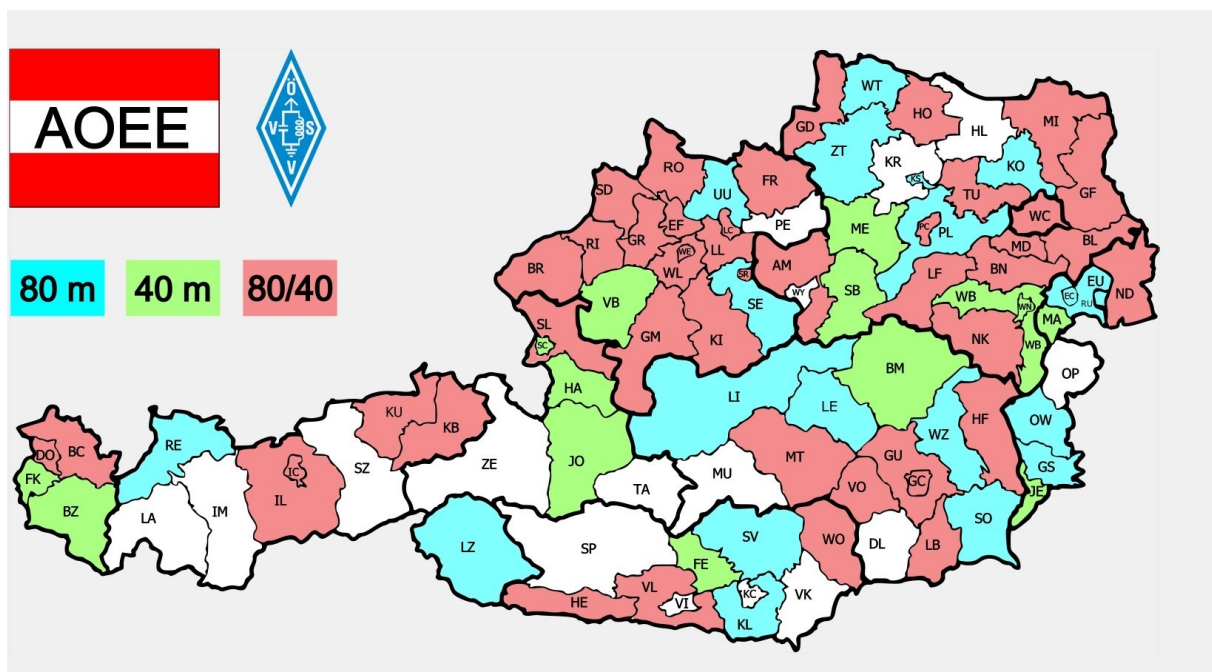 AOEE
Ö
V S
V
80 m
40 m
80/40
WT
GD
HO
HL
MI
ZT
KR
KO
KS
RO
FR
UU
SD
TU
GF
PE
ME
PL
PC
WC
EF
LC
RI
GR
WE
LL
MD
BL
BR
WL
AM
SR
LF
BN
EU
EC
RU
ND
VB
SE
WY
SB
WB
WN
MA
SL
GM
KI
NK
WB
SC
OP
HA
LI
LE
BM
KU
KB
HF
OW
WZ
RE
DO
BC
IC
SZ
ZE
JO
MU
MT
GU
GS
FK
IL
GC
JE
BZ
LA
IM
TA
VO
SO
LZ
SP
SV
WO
DL
LB
FE
VL
HE
VI
KC
VK
KL